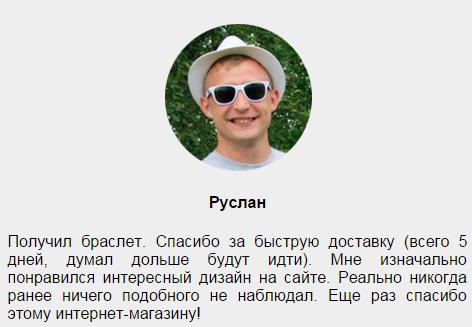 Руслан
Получил браслет. Спасибо за быструю доставку (всего 5
дней, думал дольше будут идти). Мне изначально
понравился интересный дизайн на сайте. Реально никогда
ранее ничего подобного не наблюдал. Еще раз спасибо
этому интернет-магазину!